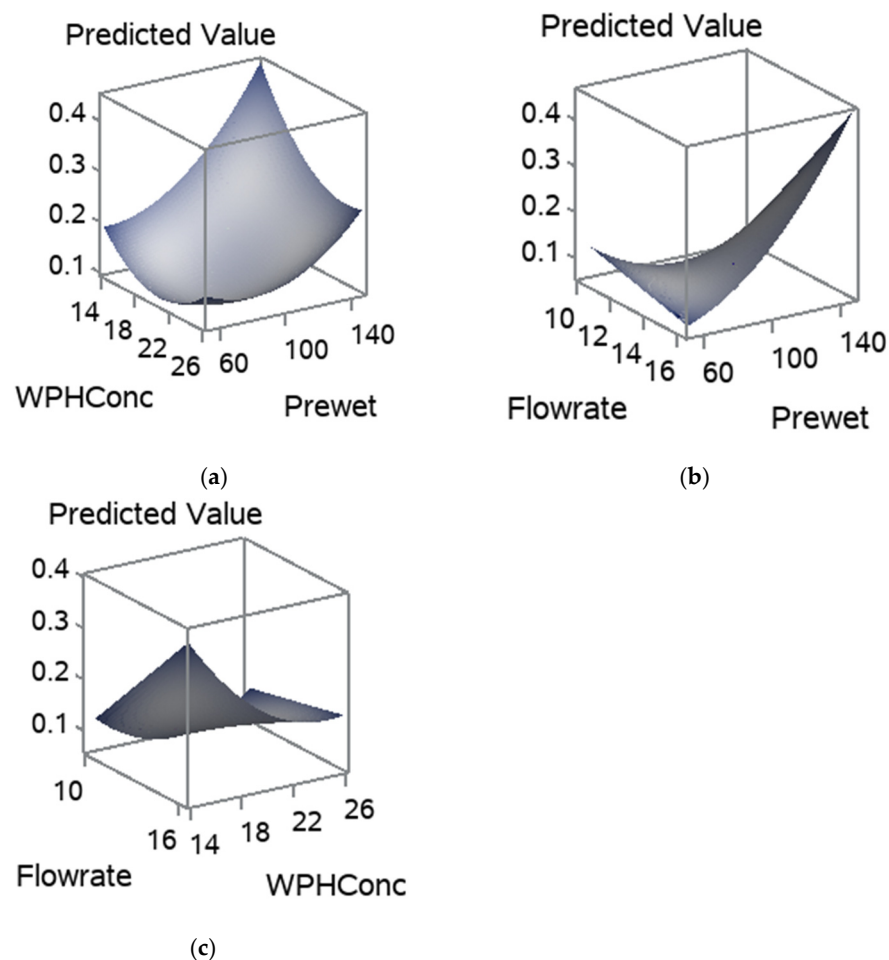 Predicted Value
0.4
0.3
0.2
0.1
14 18 22 26 60 100 140
WPHConc Prewet
(a)
Predicted Value
0.4
0.3
0.2
0.1
10 12 14 16 60 100 140
Flowrate Prewet
(b)
Predicted Value
0.4
0.3
0.2
0.1
10 16 14 18 22 26
Flowrate WPHConc
(c)